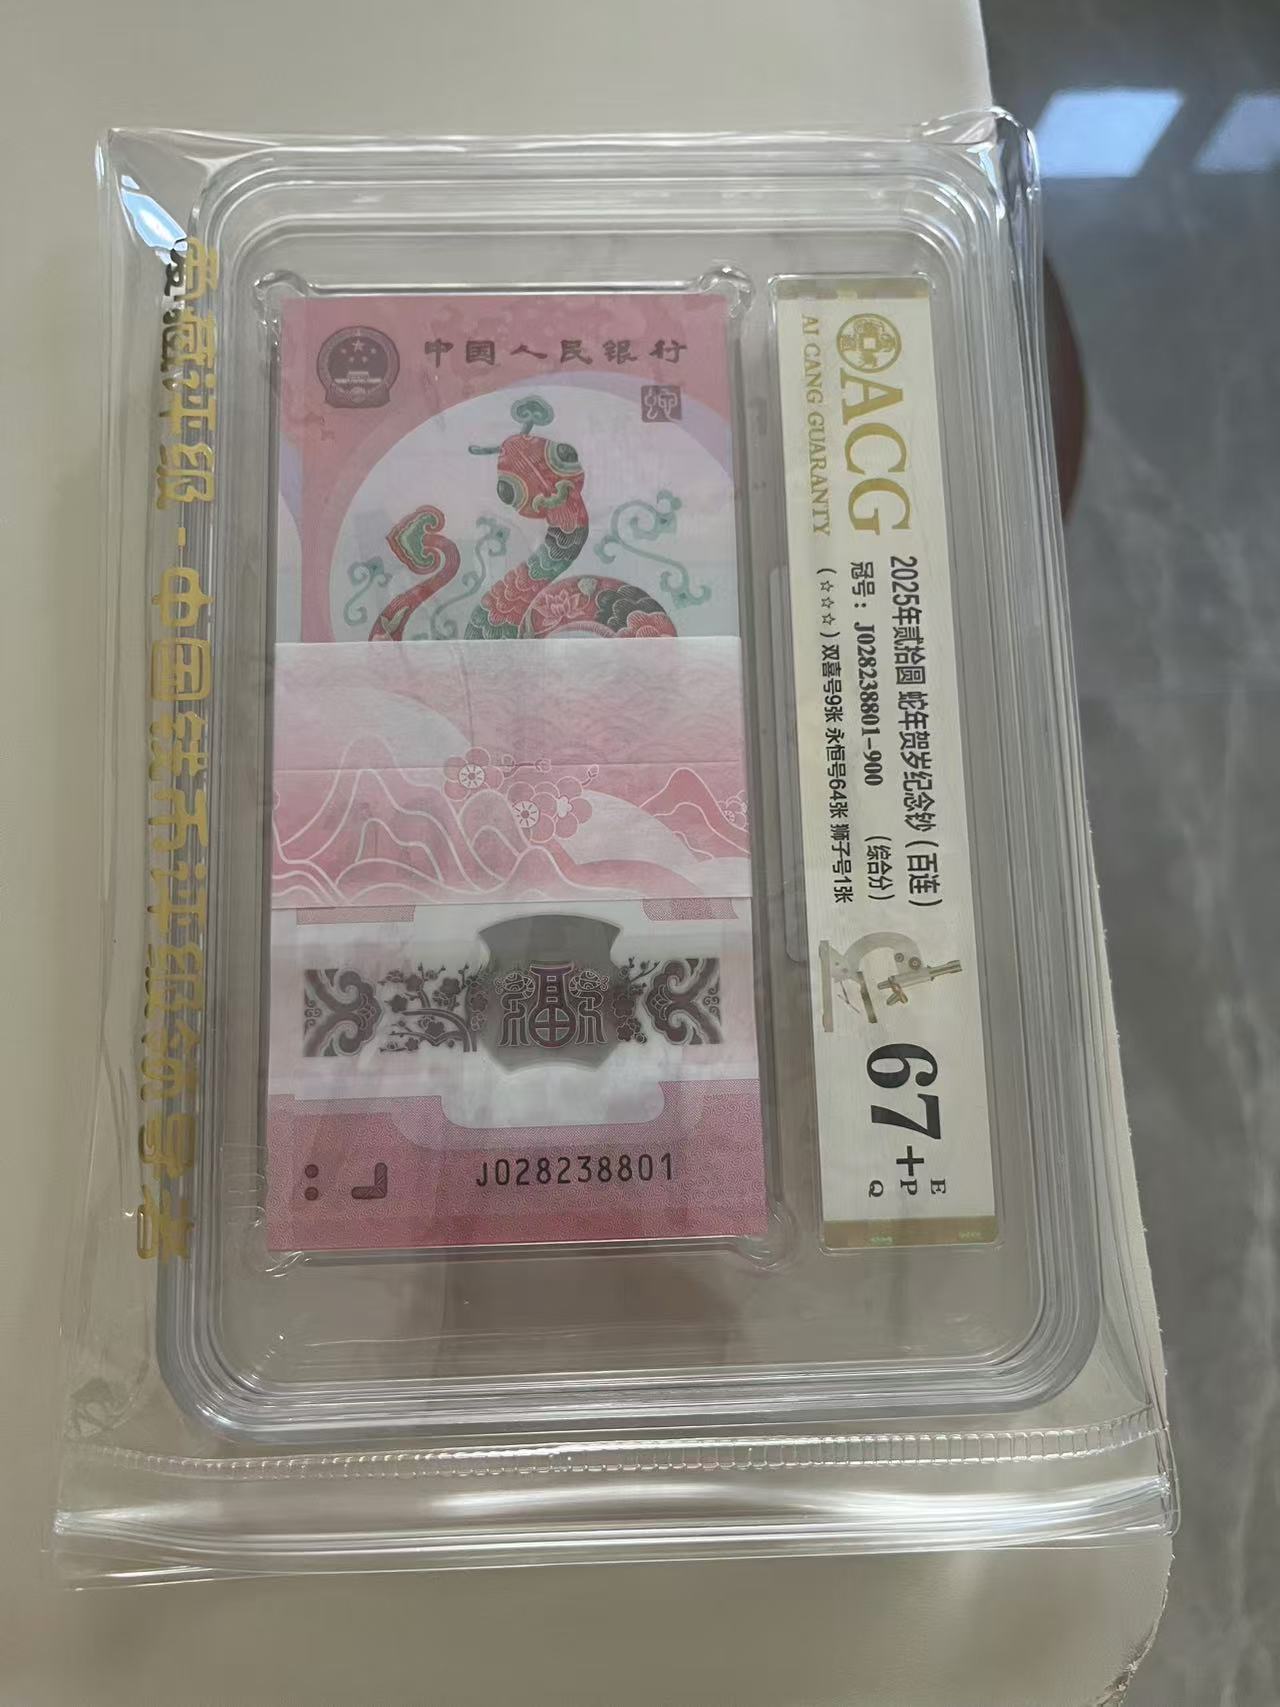 爱藏评级-中国钱币评级领导者
中国人民银行
蛇
福
J028238801
ACG
AI CANG GUARANTY
2025年贰拾圆 蛇年贺岁纪念钞（百连）
冠号：J028238801-900 （综合分）
（☆☆☆）双喜号9张 永恒号64张 狮子号1张
67+
E
P
Q